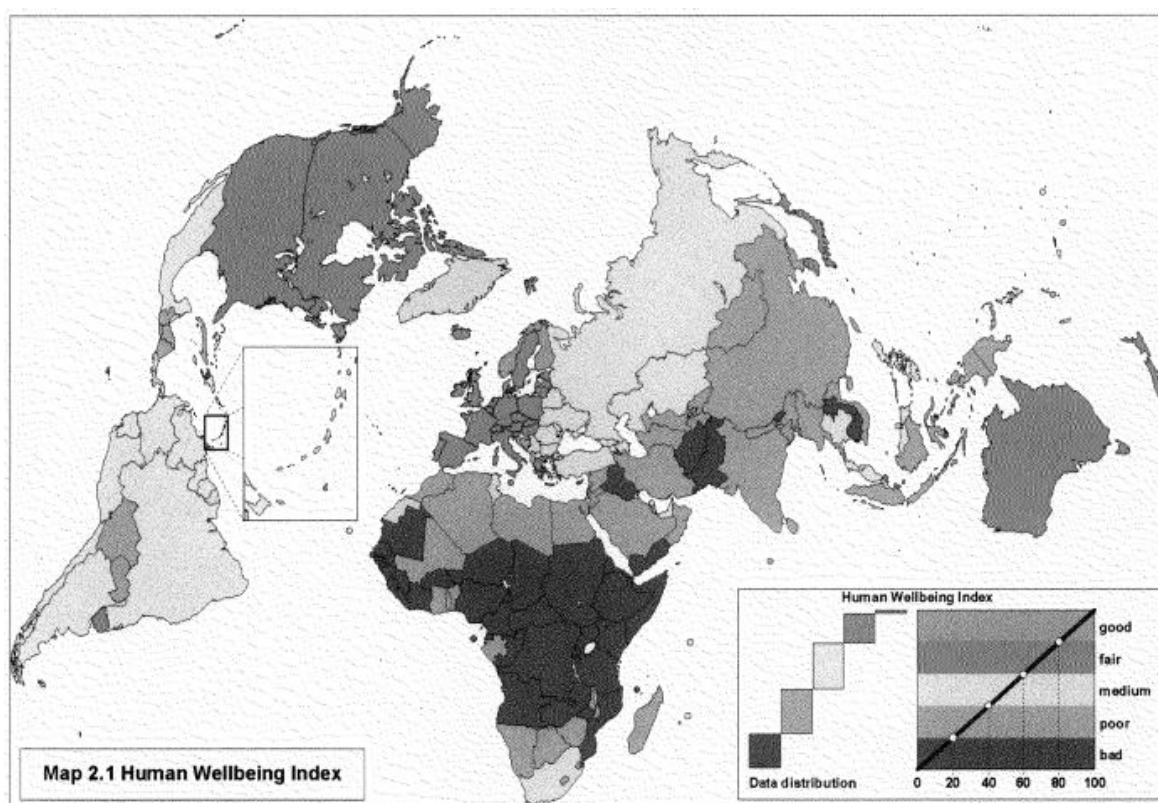 Human Wellbeing Index
good
fair
medium
poor
bad
Data distribution
0 20 40 60 80 100
Map 2.1 Human Wellbeing Index